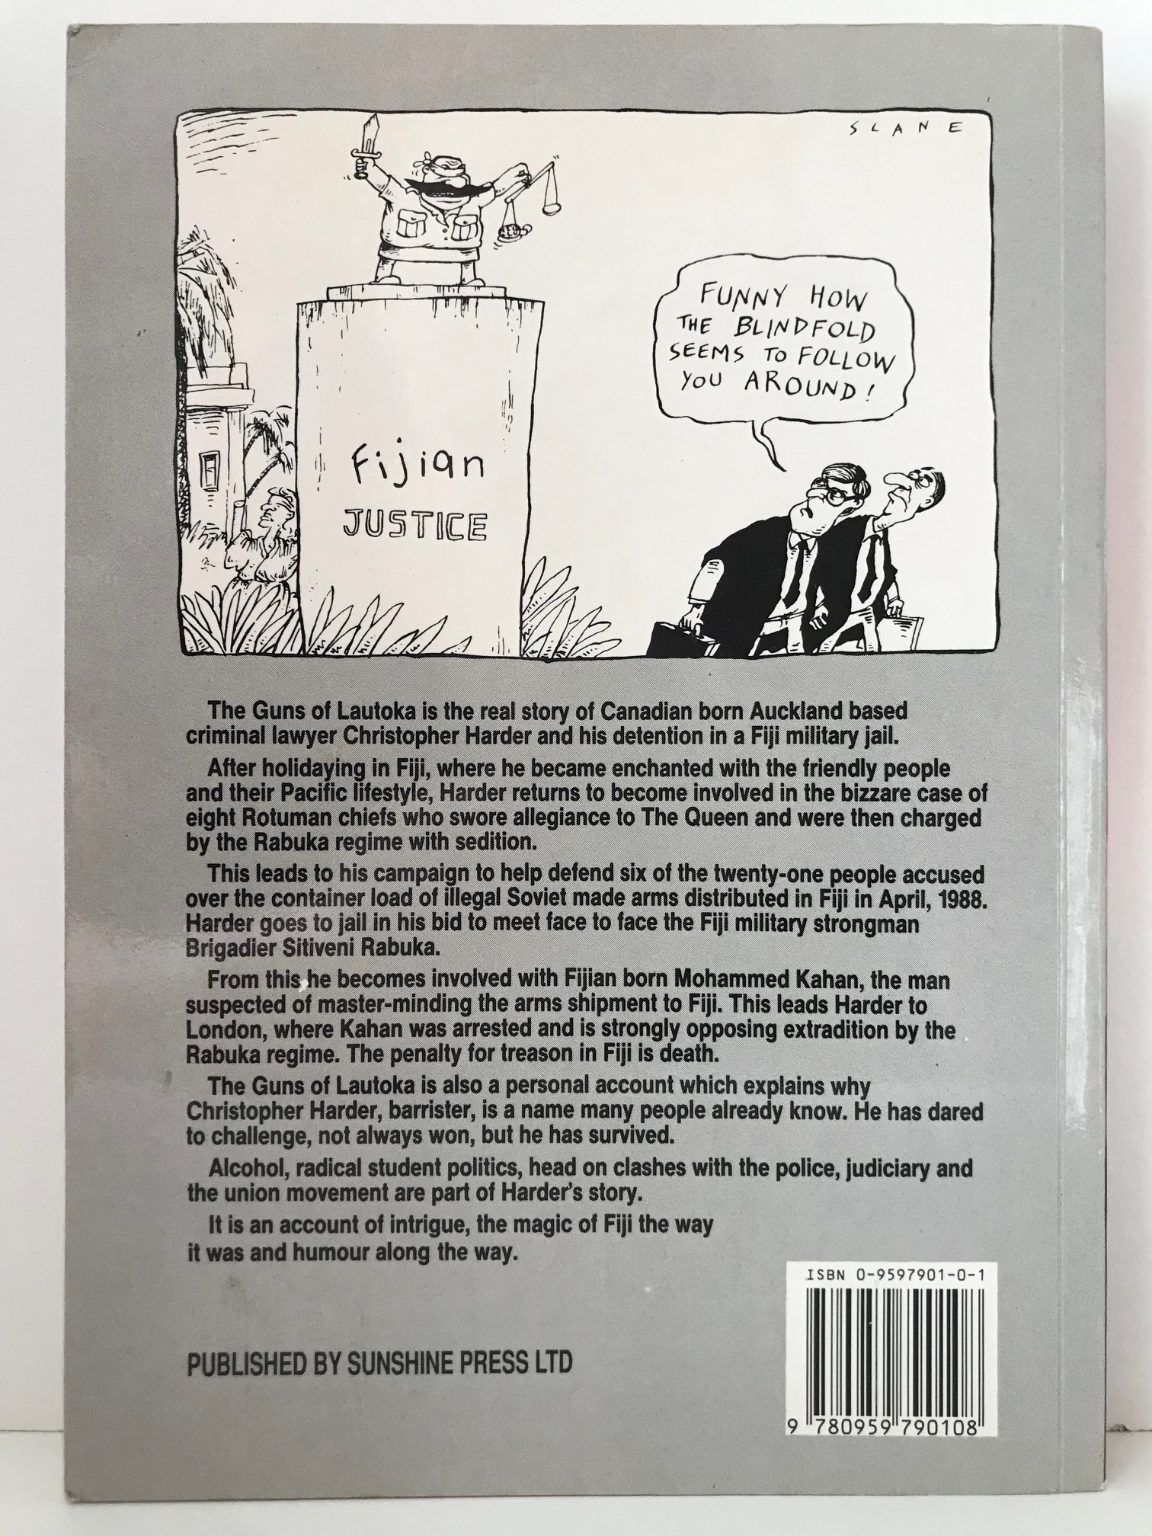 SLANE
FUNNY HOW
THE BLINDFOLD
SEEMS TO FOLLOW
YOU AROUND!
Fijian
JUSTICE
The Guns of Lautoka is the real story of Canadian born Auckland based
criminal lawyer Christopher Harder and his detention in a Fiji military jail.
After holidaying in Fiji, where he became enchanted with the friendly people
and their Pacific lifestyle, Harder returns to become involved in the bizzare case of
eight Rotuman chiefs who swore allegiance to The Queen and were then charged
by the Rabuka regime with sedition.
This leads to his campaign to help defend six of the twenty-one people accused
over the container load of illegal Soviet made arms distributed in Fiji in April, 1988.
Harder goes to jail in his bid to meet face to face the Fiji military strongman
Brigadier Sitiveni Rabuka.
From this he becomes involved with Fijian born Mohammed Kahan, the man
suspected of master-minding the arms shipment to Fiji. This leads Harder to
London, where Kahan was arrested and is strongly opposing extradition by the
Rabuka regime. The penalty for treason in Fiji is death.
The Guns of Lautoka is also a personal account which explains why
Christopher Harder, barrister, is a name many people already know. He has dared
to challenge, not always won, but he has survived.
Alcohol, radical student politics, head on clashes with the police, judiciary and
the union movement are part of Harder's story.
It is an account of intrigue, the magic of Fiji the way
it was and humour along the way.
ISBN 0-9597901-0-1
9 780959 790108
PUBLISHED BY SUNSHINE PRESS LTD